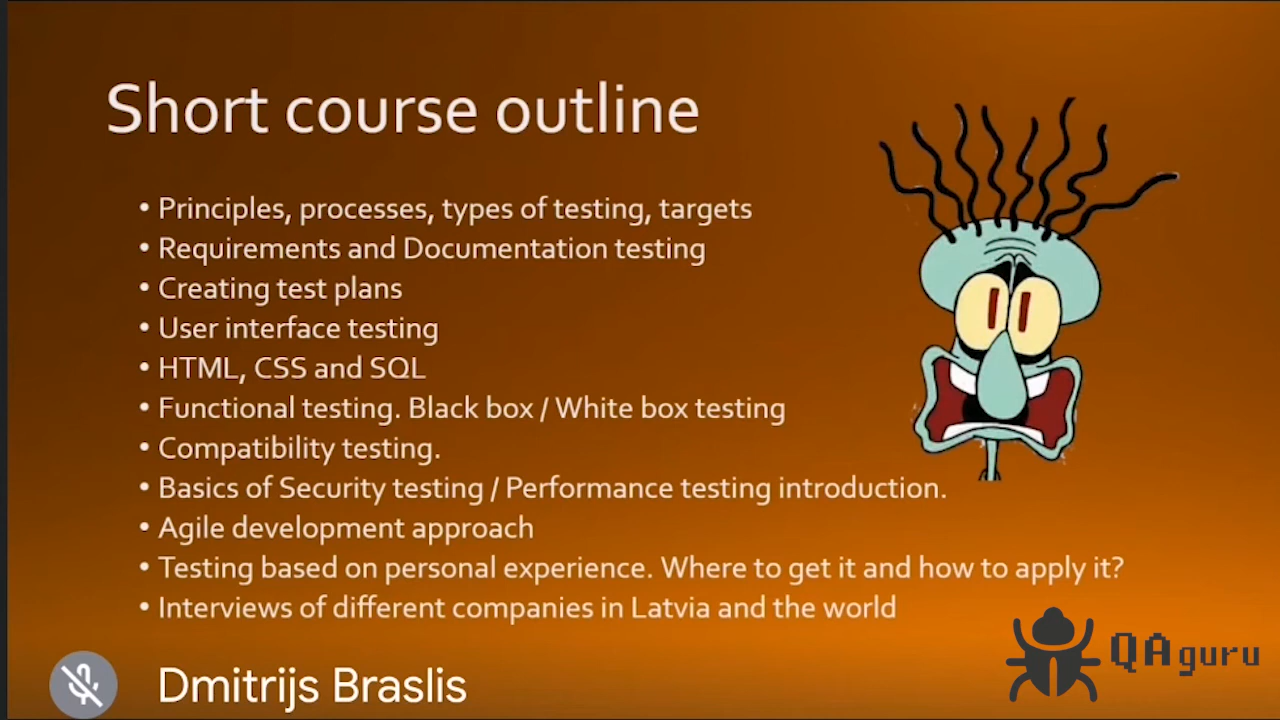 Short course outline
• Principles, processes, types of testing, targets
• Requirements and Documentation testing
• Creating test plans
• User interface testing
• HTML, CSS and SQL
• Functional testing. Black box / White box testing
• Compatibility testing.
• Basics of Security testing / Performance testing introduction.
• Agile development approach
• Testing based on personal experience. Where to get it and how to apply it?
• Interviews of different companies in Latvia and the world
QAguru
Dmitrijs Braslis